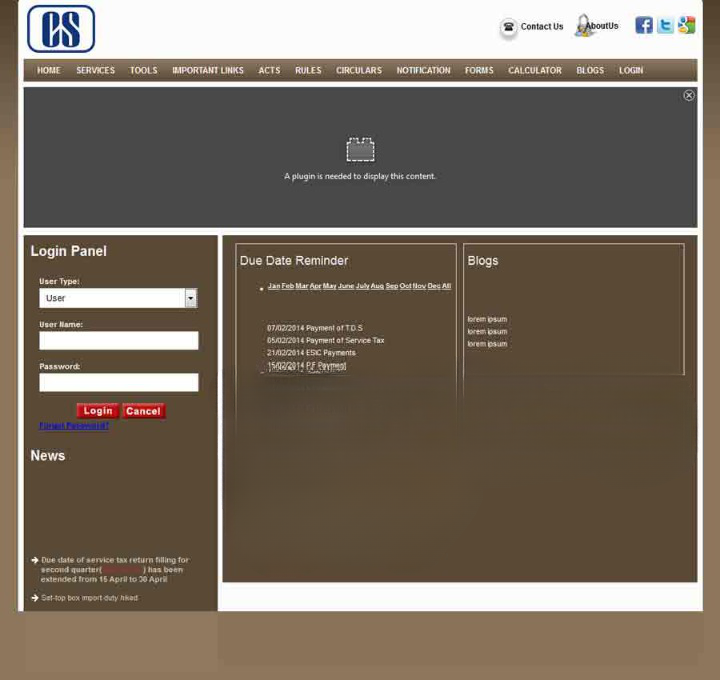 CS
Contact Us
AboutUs
HOME SERVICES TOOLS IMPORTANT LINKS ACTS RULES CIRCULARS NOTIFICATION FORMS CALCULATOR BLOGS LOGIN
A plugin is needed to display this content.
Login Panel
User Type:
User
User Name:
Password:
Login Cancel
Forgot Password?
News
Due date of service tax return filling for
second quarter( ) has been
extended from 15 April to 30 April
Set-top box import duty hiked
Due Date Reminder
Jan Feb Mar Apr May June July Aug Sep Oct Nov Dec All
07/02/2014 Payment of T.D.S
05/02/2014 Payment of Service Tax
21/02/2014 ESIC Payments
15/02/2014 P.F Payment
Blogs
lorem ipsum
lorem ipsum
lorem ipsum